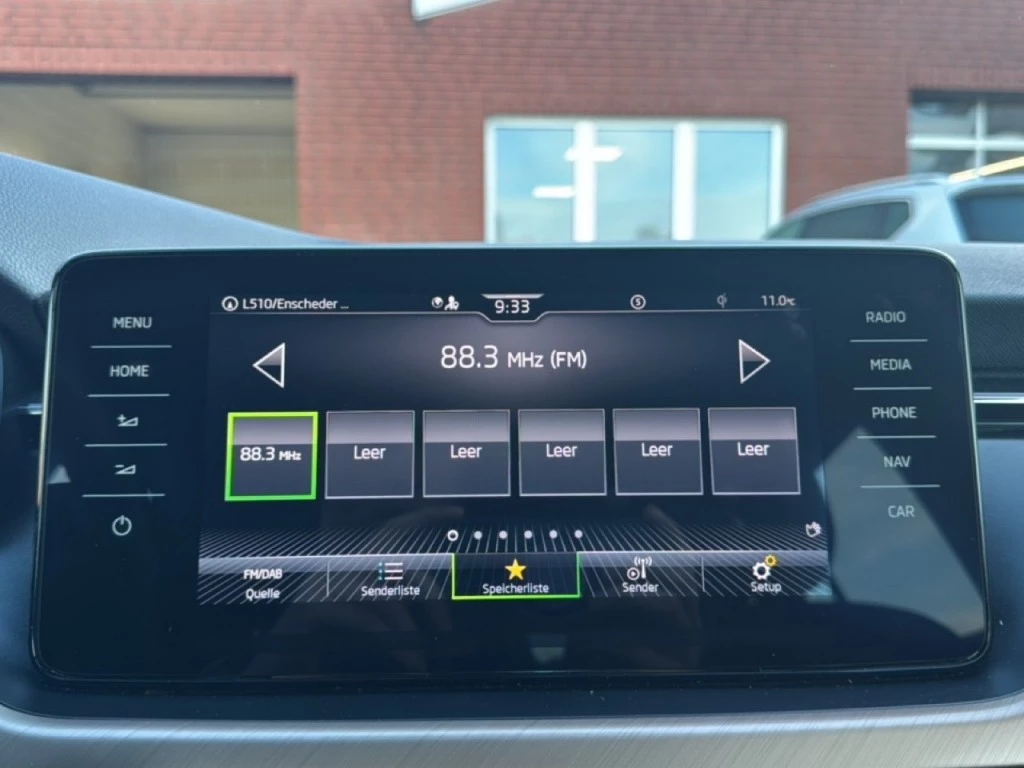 L510/Enscheder ...
9:33
S
11.0°C
MENU
HOME
RADIO
MEDIA
PHONE
NAV
CAR
88.3 MHz (FM)
88.3 MHz
Leer
Leer
Leer
Leer
Leer
FM/DAB
Quelle
Senderliste
Speicherliste
Sender
Setup